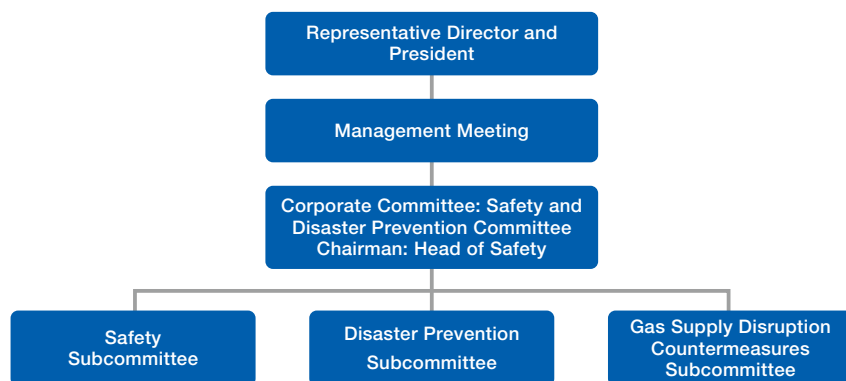 Representative Director and
President
Management Meeting
Corporate Committee: Safety and
Disaster Prevention Committee
Chairman: Head of Safety
Safety
Subcommittee
Disaster Prevention
Subcommittee
Gas Supply Disruption
Countermeasures
Subcommittee